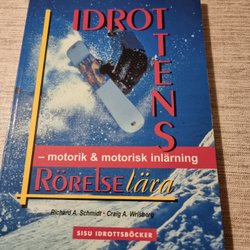 IDROTTENS
– motorik & motorisk inlärning
RÖRELSElära
Richard A. Schmidt - Craig A. Wrisberg
SISU IDROTTSBÖCKER